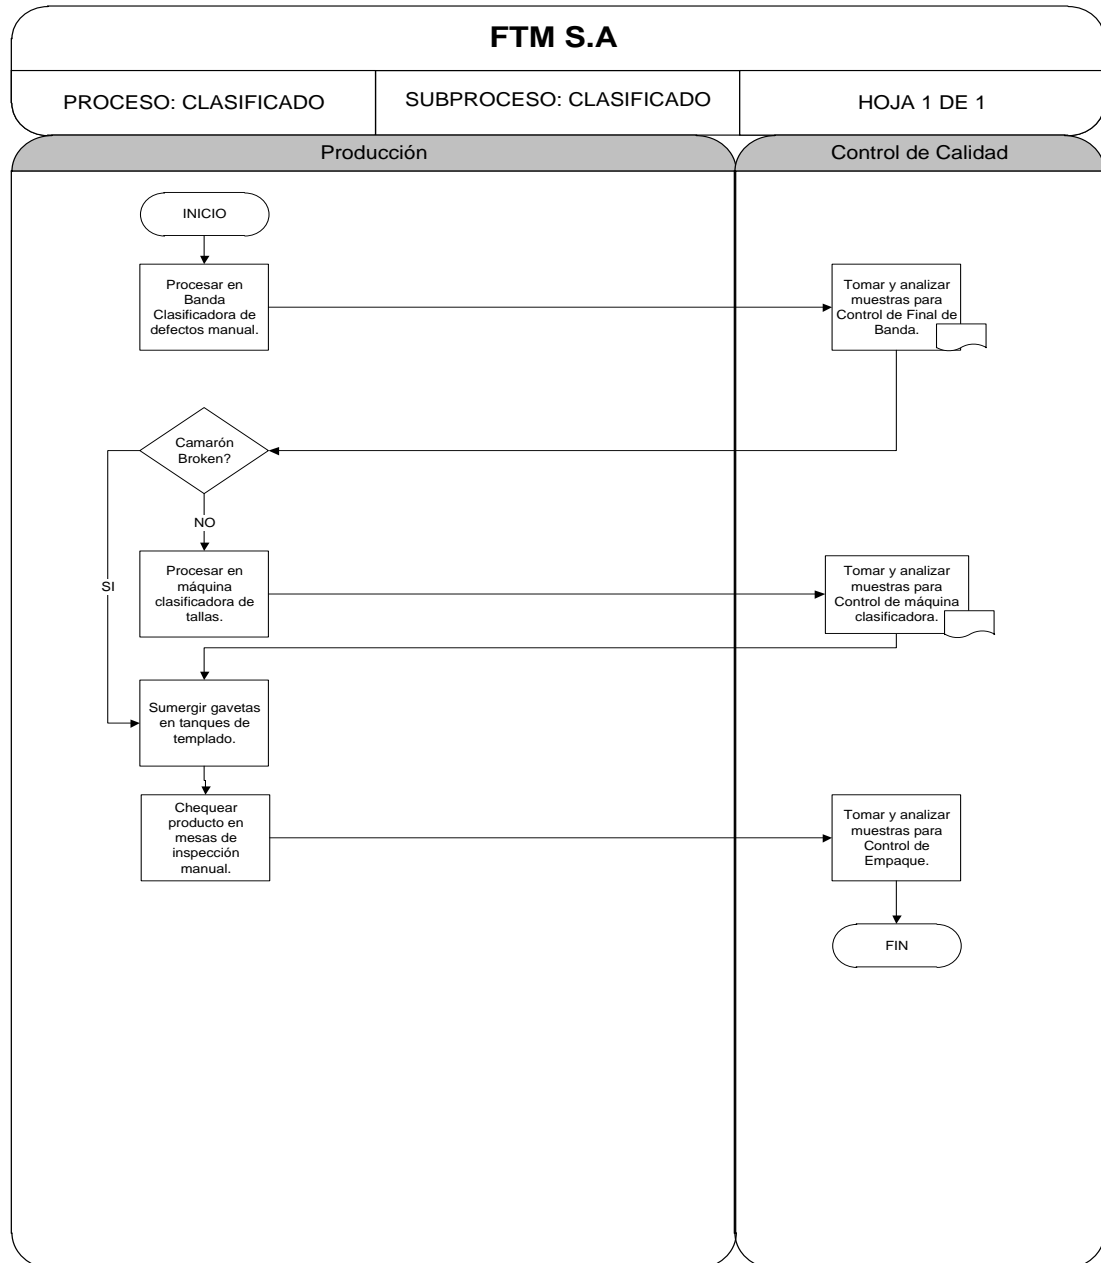 FTM S.A
PROCESO: CLASIFICADO
SUBPROCESO: CLASIFICADO
HOJA 1 DE 1
Producción
Control de Calidad
INICIO
Procesar en
Banda
Clasificadora de
defectos manual.
Tomar y analizar
muestras para
Control de Final de
Banda.
Camarón
Broken?
NO
SI
Procesar en
máquina
clasificadora de
tallas.
Tomar y analizar
muestras para
Control de máquina
clasificadora.
Sumergir gavetas
en tanques de
templado.
Chequear
producto en
mesas de
inspección
manual.
Tomar y analizar
muestras para
Control de
Empaque.
FIN